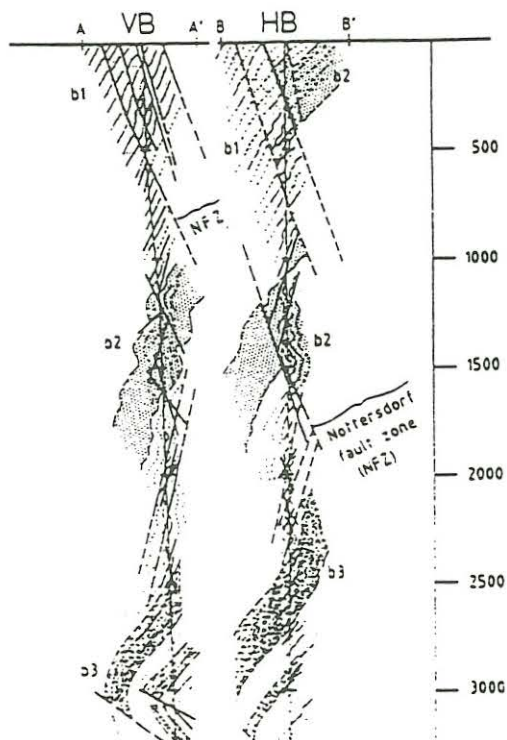 A VB A' B HB B'
b1
b2
b1
500
NFZ
1000
b2
b2
1500
Nottersdorf
fault zone
(NFZ)
2000
b3
2500
b3
3000